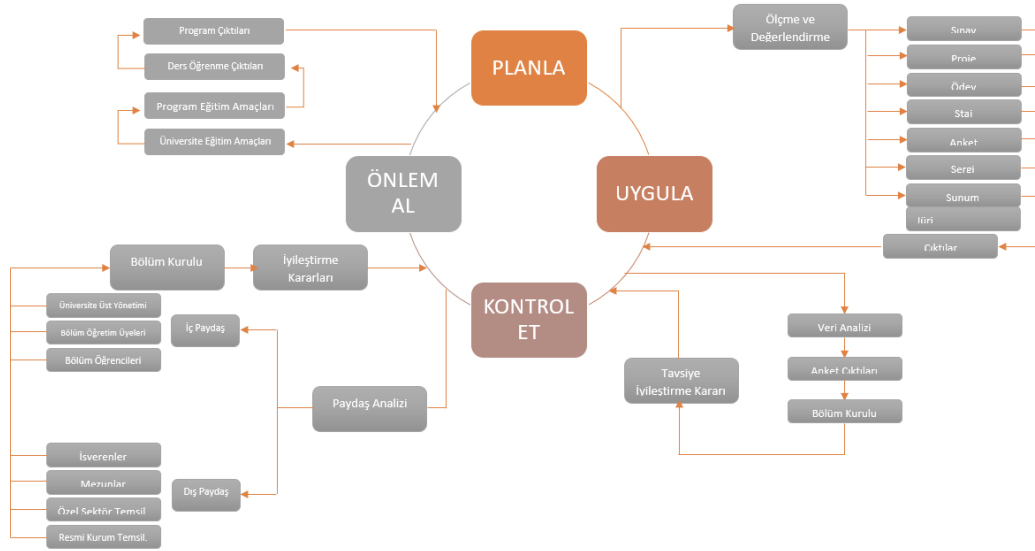 Program Çıktıları
Ders Öğrenme Çıktıları
Program Eğitim Amaçları
Üniversite Eğitim Amaçları
PLANLA
Ölçme ve
Değerlendirme
Sınav
Proje
Ödev
Staj
Anket
Sergi
Sunum
Jüri
Çıktılar
ÖNLEM
AL
UYGULA
KONTROL
ET
Bölüm Kurulu
İyileştirme
Kararları
Üniversite Üst Yönetimi
Bölüm Öğretim Üyeleri
Bölüm Öğrencileri
İç Paydaş
Paydaş Analizi
İşverenler
Mezunlar
Özel Sektör Temsil.
Resmi Kurum Temsil.
Dış Paydaş
Tavsiye
İyileştirme Kararı
Veri Analizi
Anket Çıktıları
Bölüm Kurulu